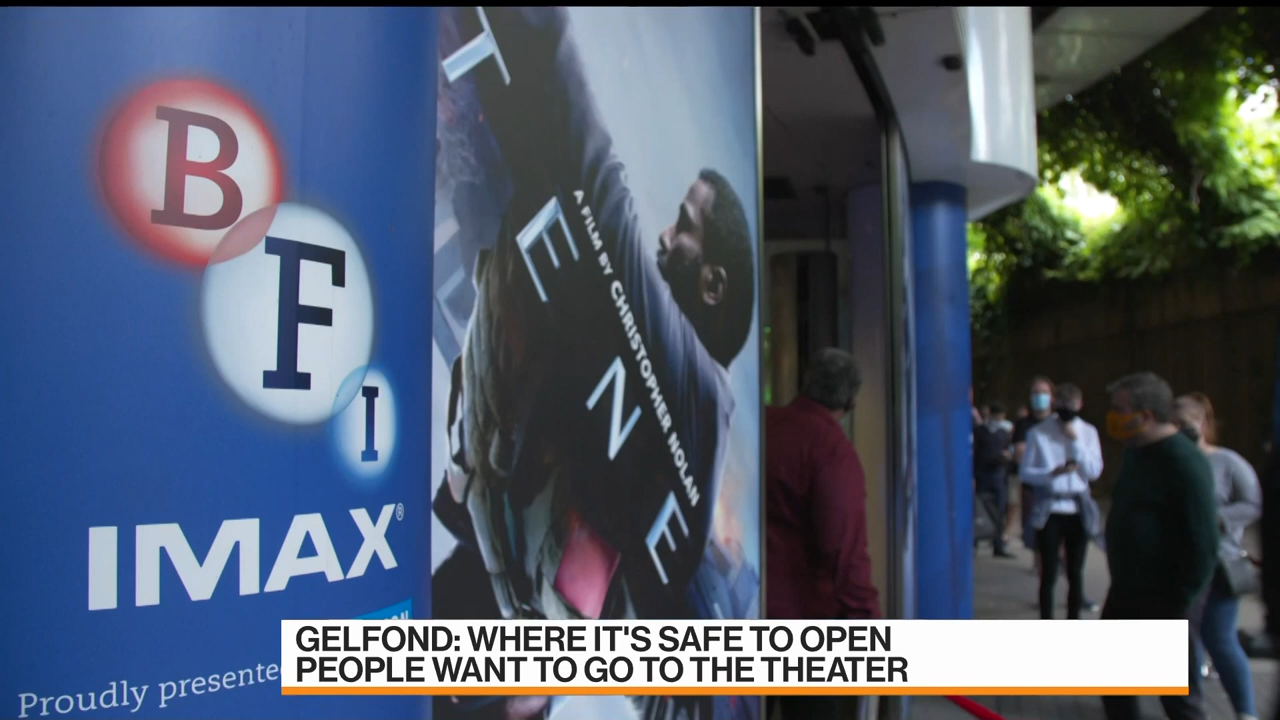 B
F
I
IMAX®
Proudly presente
TENE
A FILM BY CHRISTOPHER NOLAN
GELFOND: WHERE IT'S SAFE TO OPEN
PEOPLE WANT TO GO TO THE THEATER